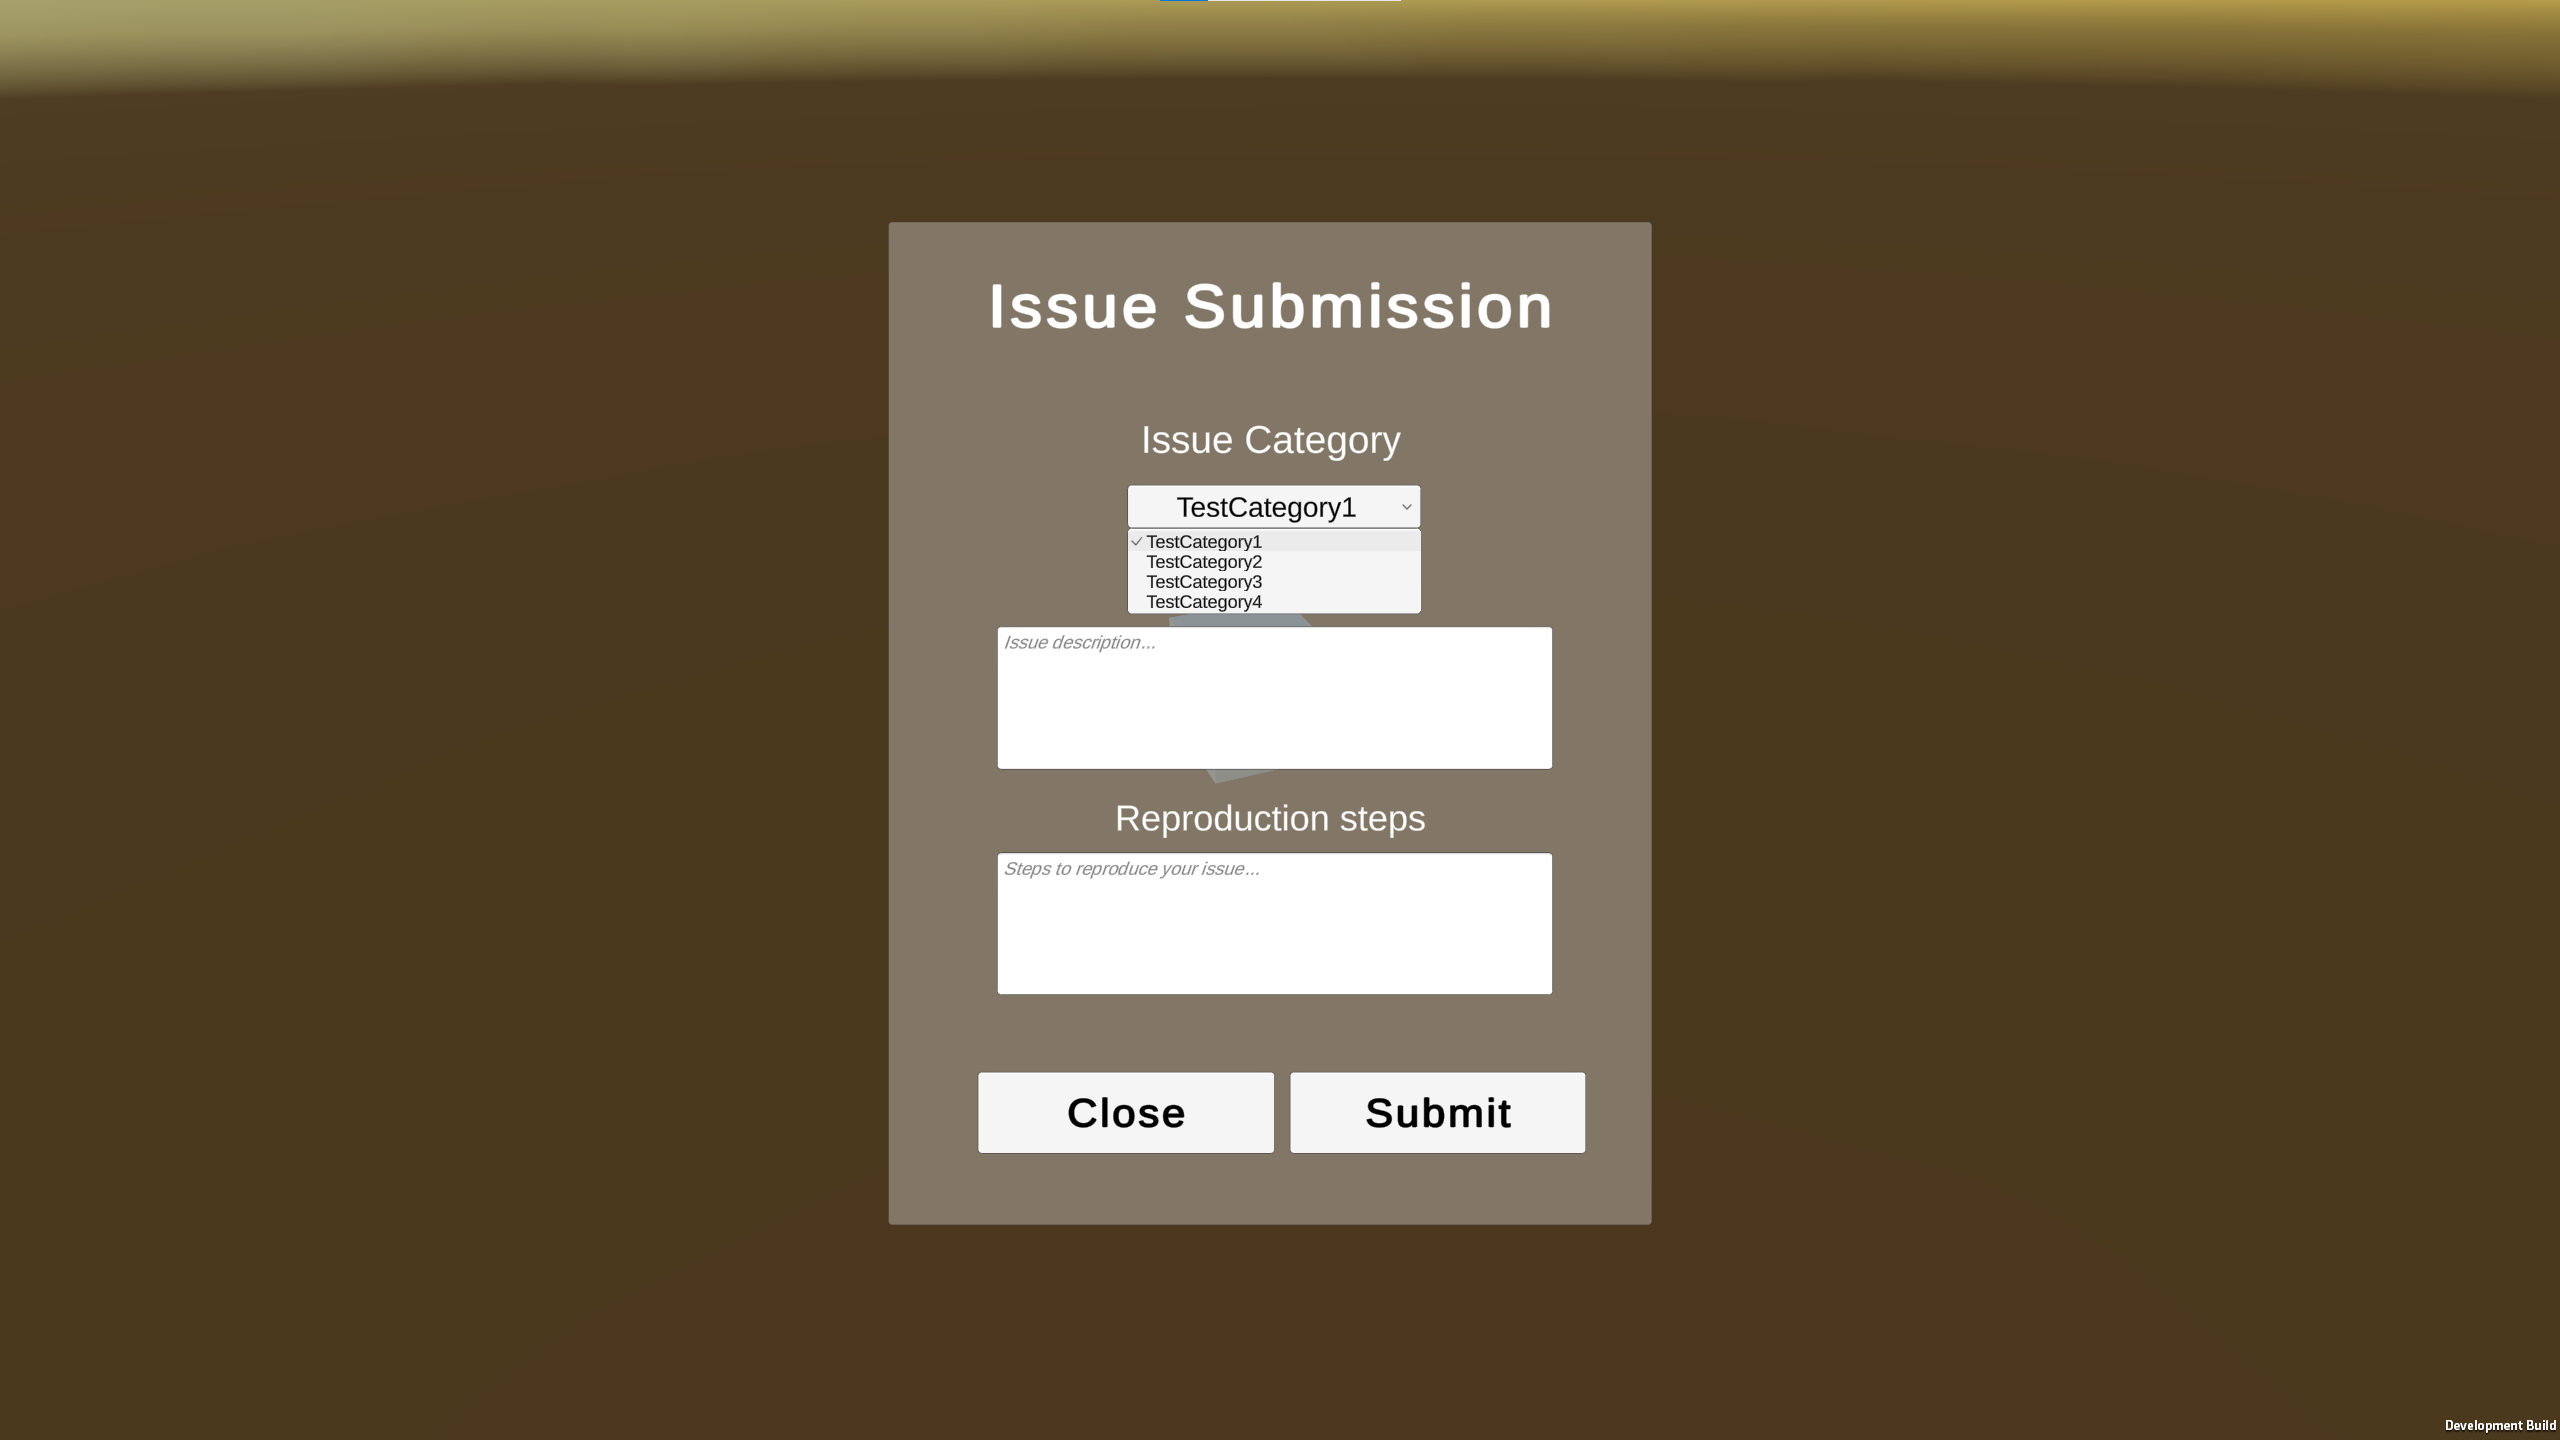 Issue Submission
Issue Category
TestCategory1
TestCategory1
TestCategory2
TestCategory3
TestCategory4
Issue description...
Reproduction steps
Steps to reproduce your issue...
Close
Submit
Development Build